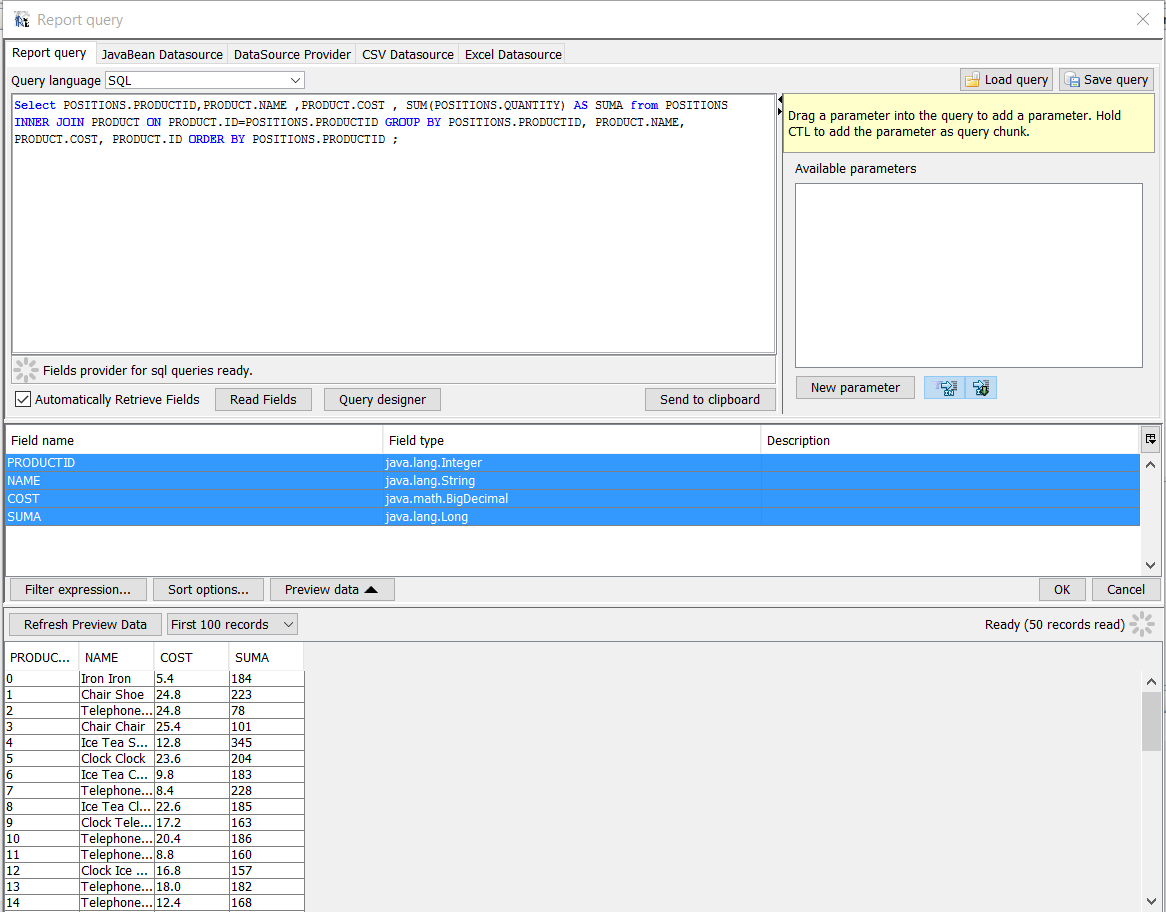 Report query
Report query JavaBean Datasource DataSource Provider CSV Datasource Excel Datasource
Query language SQL Load query Save query
Select POSITIONS.PRODUCTID,PRODUCT.NAME ,PRODUCT.COST , SUM(POSITIONS.QUANTITY) AS SUMA from POSITIONS
INNER JOIN PRODUCT ON PRODUCT.ID=POSITIONS.PRODUCTID GROUP BY POSITIONS.PRODUCTID, PRODUCT.NAME,
PRODUCT.COST, PRODUCT.ID ORDER BY POSITIONS.PRODUCTID ;
Drag a parameter into the query to add a parameter. Hold
CTL to add the parameter as query chunk.
Available parameters
Fields provider for sql queries ready.
New parameter
Automatically Retrieve Fields Read Fields Query designer Send to clipboard
Field name Field type Description
PRODUCTID java.lang.Integer
NAME java.lang.String
COST java.math.BigDecimal
SUMA java.lang.Long
Filter expression... Sort options... Preview data OK Cancel
Refresh Preview Data First 100 records Ready (50 records read)
PRODUC... NAME COST SUMA
0 Iron Iron 5.4 184
1 Chair Shoe 24.8 223
2 Telephone... 24.8 78
3 Chair Chair 25.4 101
4 Ice Tea S... 12.8 345
5 Clock Clock 23.6 204
6 Ice Tea C... 9.8 183
7 Telephone... 8.4 228
8 Ice Tea Cl... 22.6 185
9 Clock Tele... 17.2 163
10 Telephone... 20.4 186
11 Telephone... 8.8 160
12 Clock Ice ... 16.8 157
13 Telephone... 18.0 182
14 Telephone... 12.4 168